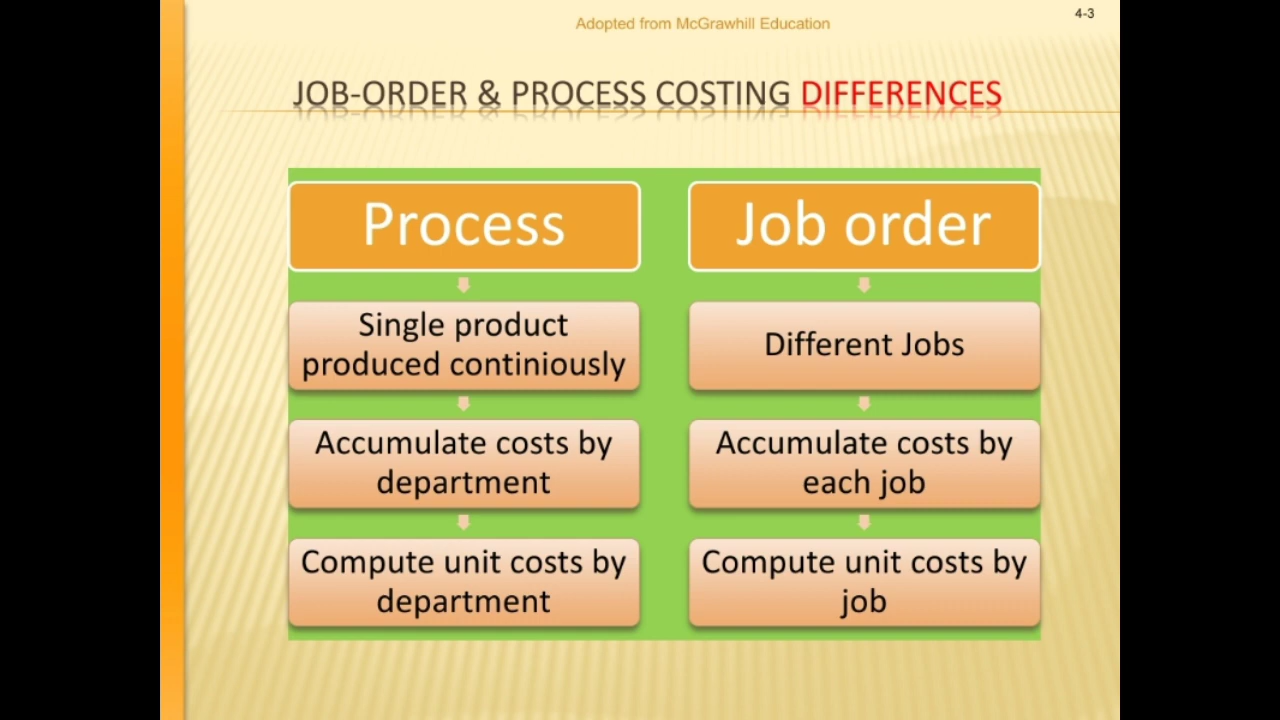 Adopted from McGrawhill Education
4-3
JOB-ORDER & PROCESS COSTING DIFFERENCES
Process
Single product
produced continiously
Accumulate costs by
department
Compute unit costs by
department
Job order
Different Jobs
Accumulate costs by
each job
Compute unit costs by
job